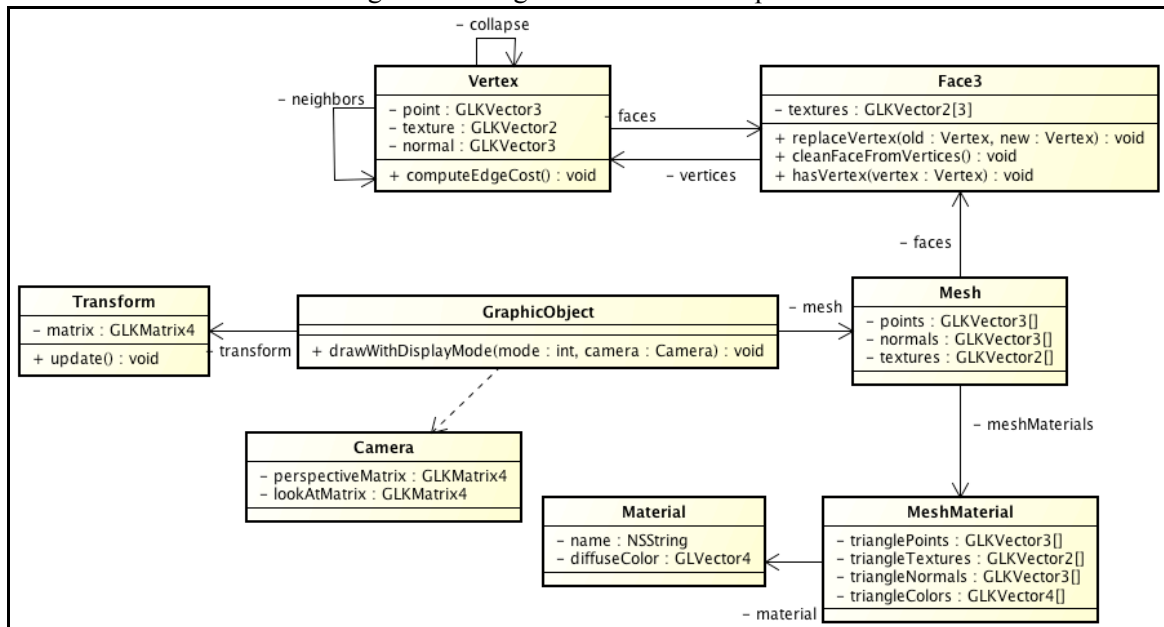 - collapse
Vertex
- neighbors
- point : GLKVector3
- texture : GLKVector2
- normal : GLKVector3
+ computeEdgeCost() : void
- faces
- vertices
Face3
- textures : GLKVector2[3]
+ replaceVertex(old : Vertex, new : Vertex) : void
+ cleanFaceFromVertices() : void
+ hasVertex(vertex : Vertex) : void
- faces
Transform
- matrix : GLKMatrix4
+ update() : void
- transform
GraphicObject
+ drawWithDisplayMode(mode : int, camera : Camera) : void
- mesh
Mesh
- points : GLKVector3[]
- normals : GLKVector3[]
- textures : GLKVector2[]
- meshMaterials
Camera
- perspectiveMatrix : GLKMatrix4
- lookAtMatrix : GLKMatrix4
Material
- name : NSString
- diffuseColor : GLVector4
- material
MeshMaterial
- trianglePoints : GLKVector3[]
- triangleTextures : GLKVector2[]
- triangleNormals : GLKVector3[]
- triangleColors : GLKVector4[]